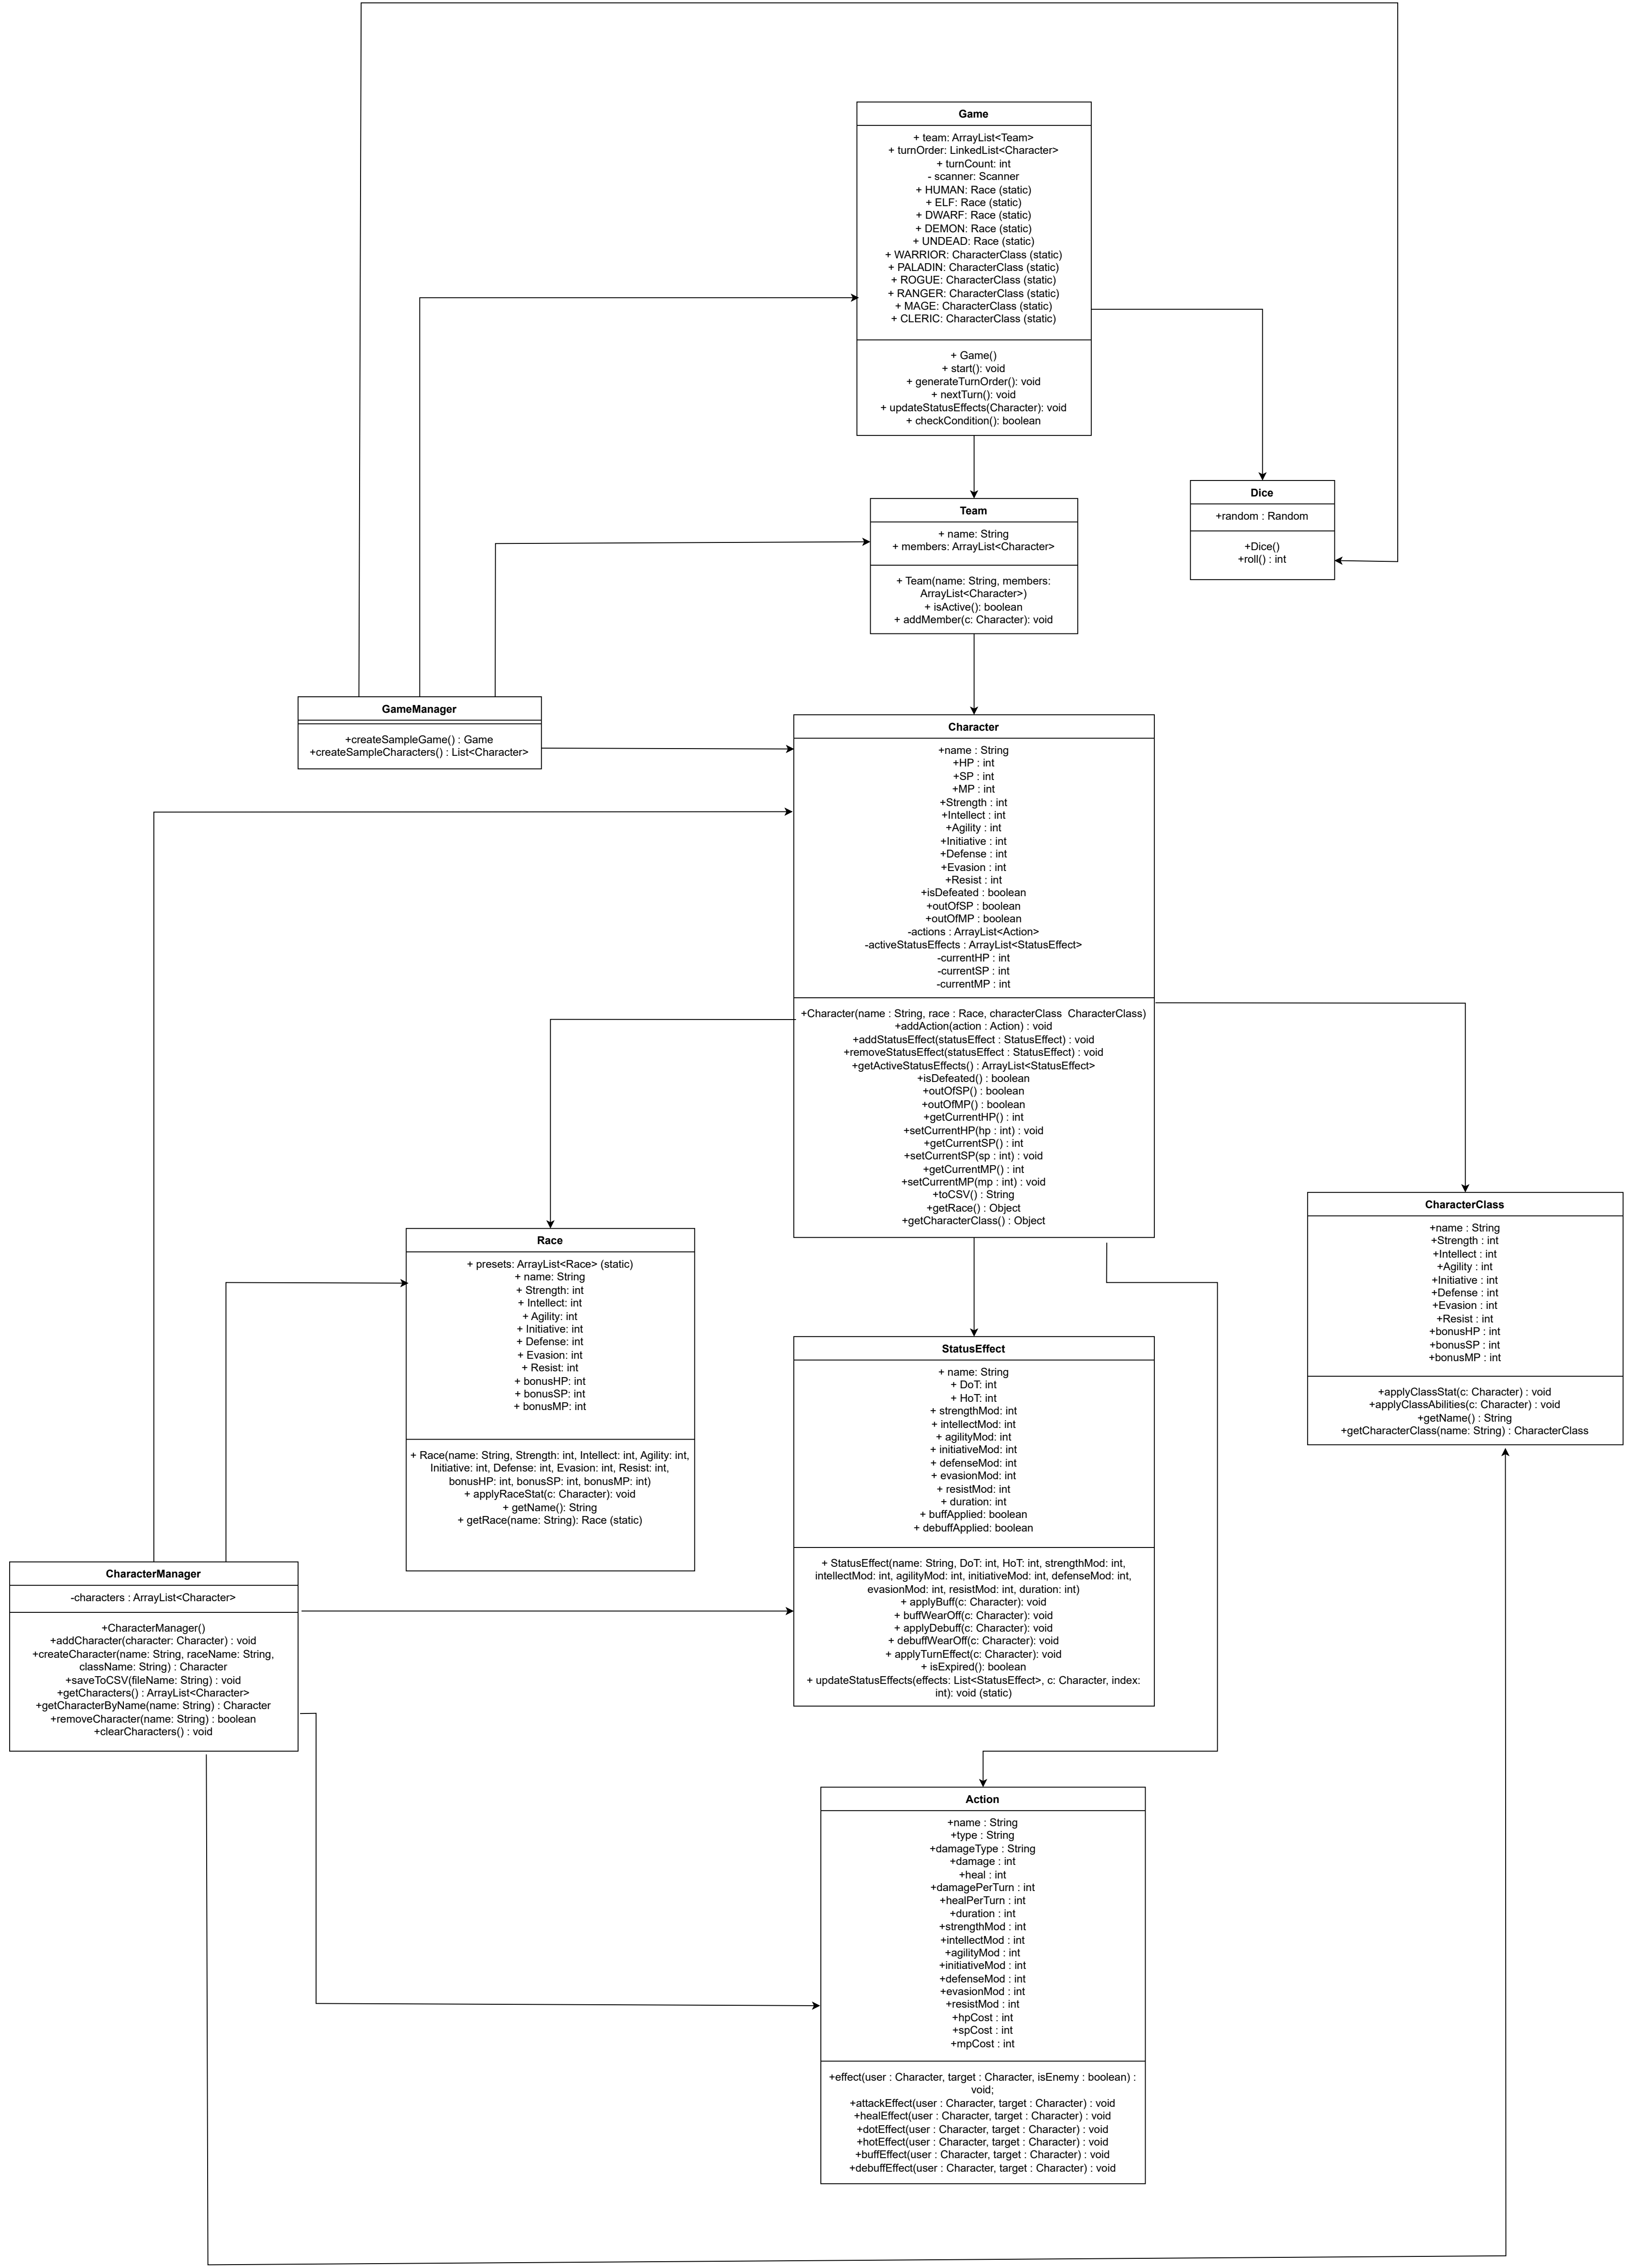 Game
+ team: ArrayList<Team>
+ turnOrder: LinkedList<Character>
+ turnCount: int
- scanner: Scanner
+ HUMAN: Race (static)
+ ELF: Race (static)
+ DWARF: Race (static)
+ DEMON: Race (static)
+ UNDEAD: Race (static)
+ WARRIOR: CharacterClass (static)
+ PALADIN: CharacterClass (static)
+ ROGUE: CharacterClass (static)
+ RANGER: CharacterClass (static)
+ MAGE: CharacterClass (static)
+ CLERIC: CharacterClass (static)
+ Game()
+ start(): void
+ generateTurnOrder(): void
+ nextTurn(): void
+ updateStatusEffects(Character): void
+ checkCondition(): boolean
Dice
+random : Random
+Dice()
+roll() : int
Team
+ name: String
+ members: ArrayList<Character>
+ Team(name: String, members:
ArrayList<Character>)
+ isActive(): boolean
+ addMember(c: Character): void
GameManager
+createSampleGame() : Game
+createSampleCharacters() : List<Character>
Character
+name : String
+HP : int
+SP : int
+MP : int
+Strength : int
+Intellect : int
+Agility : int
+Initiative : int
+Defense : int
+Evasion : int
+Resist : int
+isDefeated : boolean
+outOfSP : boolean
+outOfMP : boolean
-actions : ArrayList<Action>
-activeStatusEffects : ArrayList<StatusEffect>
-currentHP : int
-currentSP : int
-currentMP : int
+Character(name : String, race : Race, characterClass  CharacterClass)
+addAction(action : Action) : void
+addStatusEffect(statusEffect : StatusEffect) : void
+removeStatusEffect(statusEffect : StatusEffect) : void
+getActiveStatusEffects() : ArrayList<StatusEffect>
+isDefeated() : boolean
+outOfSP() : boolean
+outOfMP() : boolean
+getCurrentHP() : int
+setCurrentHP(hp : int) : void
+getCurrentSP() : int
+setCurrentSP(sp : int) : void
+getCurrentMP() : int
+setCurrentMP(mp : int) : void
+toCSV() : String
+getRace() : Object
+getCharacterClass() : Object
CharacterClass
+name : String
+Strength : int
+Intellect : int
+Agility : int
+Initiative : int
+Defense : int
+Evasion : int
+Resist : int
+bonusHP : int
+bonusSP : int
+bonusMP : int
+applyClassStat(c: Character) : void
+applyClassAbilities(c: Character) : void
+getName() : String
+getCharacterClass(name: String) : CharacterClass
Race
+ presets: ArrayList<Race> (static)
+ name: String
+ Strength: int
+ Intellect: int
+ Agility: int
+ Initiative: int
+ Defense: int
+ Evasion: int
+ Resist: int
+ bonusHP: int
+ bonusSP: int
+ bonusMP: int
+ Race(name: String, Strength: int, Intellect: int, Agility: int,
Initiative: int, Defense: int, Evasion: int, Resist: int,
bonusHP: int, bonusSP: int, bonusMP: int)
+ applyRaceStat(c: Character): void
+ getName(): String
+ getRace(name: String): Race (static)
StatusEffect
+ name: String
+ DoT: int
+ HoT: int
+ strengthMod: int
+ intellectMod: int
+ agilityMod: int
+ initiativeMod: int
+ defenseMod: int
+ evasionMod: int
+ resistMod: int
+ duration: int
+ buffApplied: boolean
+ debuffApplied: boolean
+ StatusEffect(name: String, DoT: int, HoT: int, strengthMod: int,
intellectMod: int, agilityMod: int, initiativeMod: int, defenseMod: int,
evasionMod: int, resistMod: int, duration: int)
+ applyBuff(c: Character): void
+ buffWearOff(c: Character): void
+ applyDebuff(c: Character): void
+ debuffWearOff(c: Character): void
+ applyTurnEffect(c: Character): void
+ isExpired(): boolean
+ updateStatusEffects(effects: List<StatusEffect>, c: Character, index:
int): void (static)
CharacterManager
-characters : ArrayList<Character>
+CharacterManager()
+addCharacter(character: Character) : void
+createCharacter(name: String, raceName: String,
className: String) : Character
+saveToCSV(fileName: String) : void
+getCharacters() : ArrayList<Character>
+getCharacterByName(name: String) : Character
+removeCharacter(name: String) : boolean
+clearCharacters() : void
Action
+name : String
+type : String
+damageType : String
+damage : int
+heal : int
+damagePerTurn : int
+healPerTurn : int
+duration : int
+strengthMod : int
+intellectMod : int
+agilityMod : int
+initiativeMod : int
+defenseMod : int
+evasionMod : int
+resistMod : int
+hpCost : int
+spCost : int
+mpCost : int
+effect(user : Character, target : Character, isEnemy : boolean) :
void;
+attackEffect(user : Character, target : Character) : void
+healEffect(user : Character, target : Character) : void
+dotEffect(user : Character, target : Character) : void
+hotEffect(user : Character, target : Character) : void
+buffEffect(user : Character, target : Character) : void
+debuffEffect(user : Character, target : Character) : void